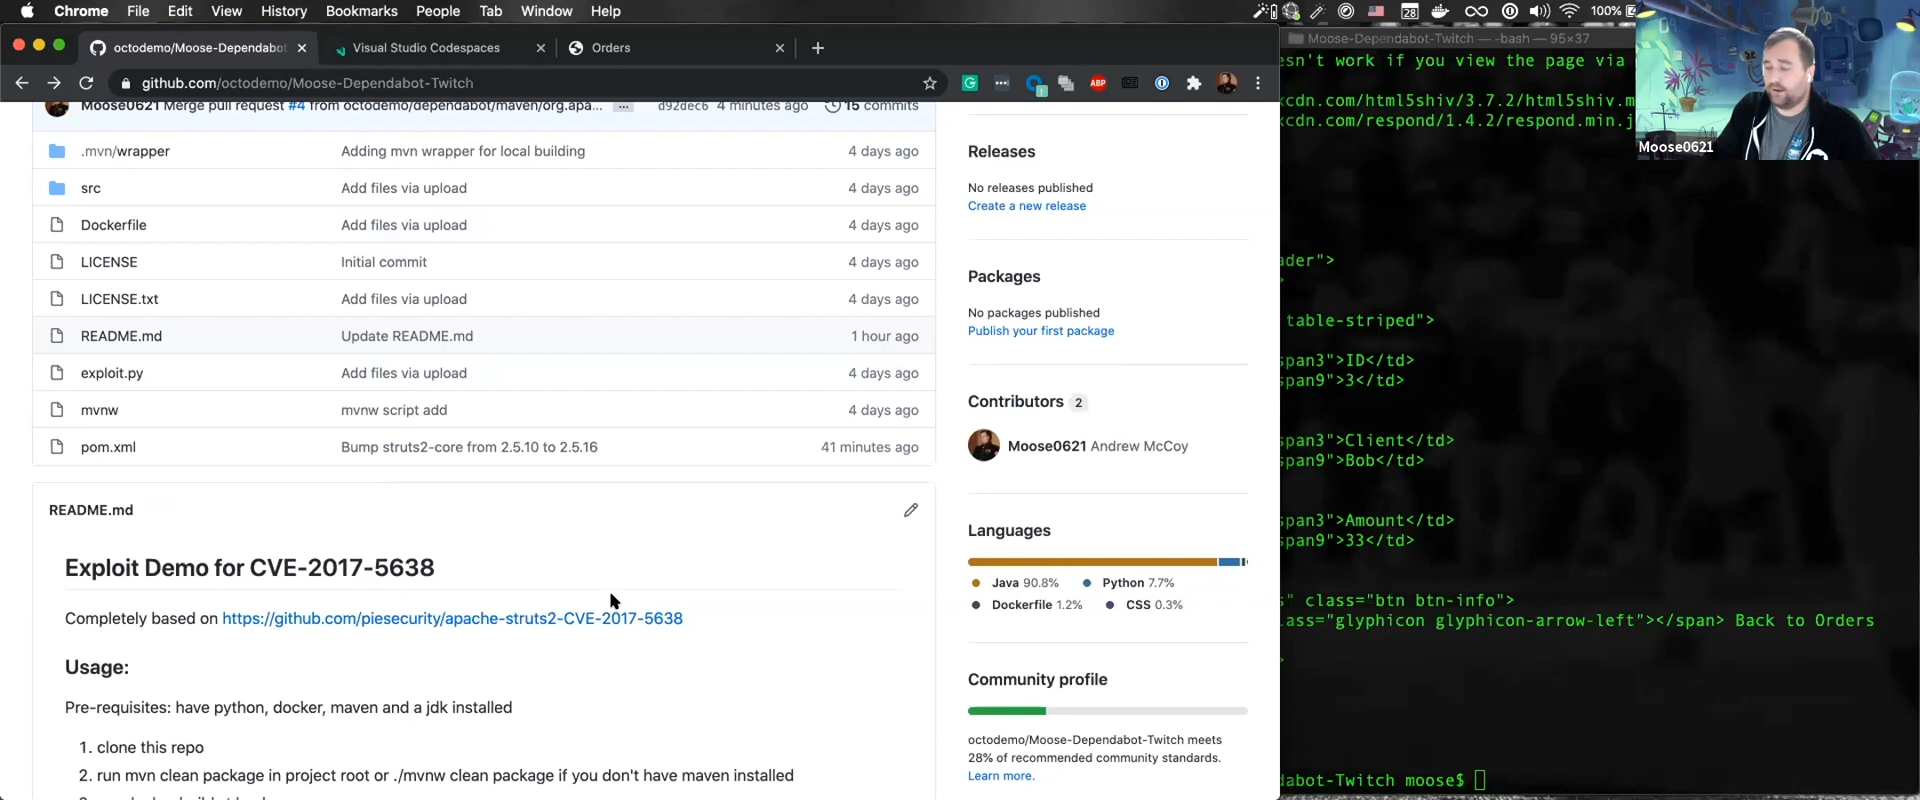 Chrome File Edit View History Bookmarks People Tab Window Help
28
100%
octodemo/Moose-Dependabot
Visual Studio Codespaces
Orders
github.com/octodemo/Moose-Dependabot-Twitch
ABP
Moose0621 Merge pull request #4 from octodemo/dependabot/maven/org.apa... ... d92dec6 4 minutes ago 15 commits
.mvn/wrapper Adding mvn wrapper for local building 4 days ago
src Add files via upload 4 days ago
Dockerfile Add files via upload 4 days ago
LICENSE Initial commit 4 days ago
LICENSE.txt Add files via upload 4 days ago
README.md Update README.md 1 hour ago
exploit.py Add files via upload 4 days ago
mvnw mvnw script add 4 days ago
pom.xml Bump struts2-core from 2.5.10 to 2.5.16 41 minutes ago
README.md
Exploit Demo for CVE-2017-5638
Completely based on https://github.com/piesecurity/apache-struts2-CVE-2017-5638
Usage:
Pre-requisites: have python, docker, maven and a jdk installed
1. clone this repo
2. run mvn clean package in project root or ./mvnw clean package if you don't have maven installed
Releases
No releases published
Create a new release
Packages
No packages published
Publish your first package
Contributors 2
Moose0621 Andrew McCoy
Languages
Java 90.8% Python 7.7%
Dockerfile 1.2% CSS 0.3%
Community profile
octodemo/Moose-Dependabot-Twitch meets
28% of recommended community standards.
Learn more.
Moose-Dependabot-Twitch — -bash — 95×37
esn't work if you view the page via
xcdn.com/html5shiv/3.7.2/html5shiv.m
xcdn.com/respond/1.4.2/respond.min.j
ader">
table-striped">
span3">ID</td>
span9">3</td>
span3">Client</td>
span9">Bob</td>
span3">Amount</td>
span9">33</td>
s" class="btn btn-info">
lass="glyphicon glyphicon-arrow-left"></span> Back to Orders
dabot-Twitch moose$
Moose0621